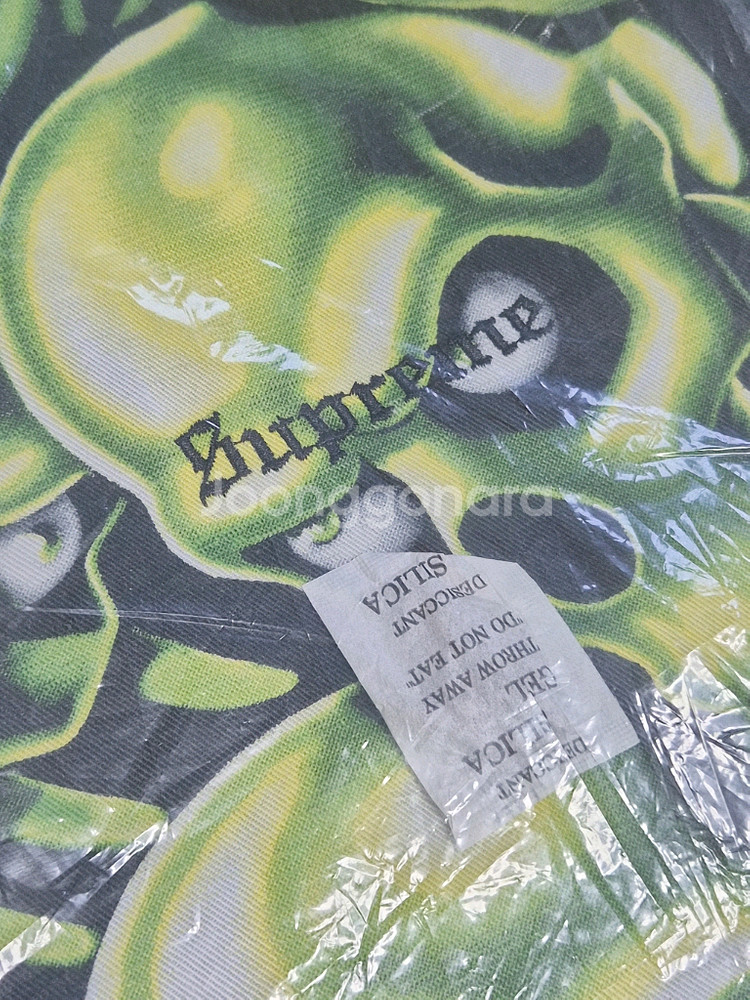 Supreme
Joonggonara
SILICA
DESICCANT
"DO NOT EAT"
THROW AWAY
GEL
SILICA
DESICCANT